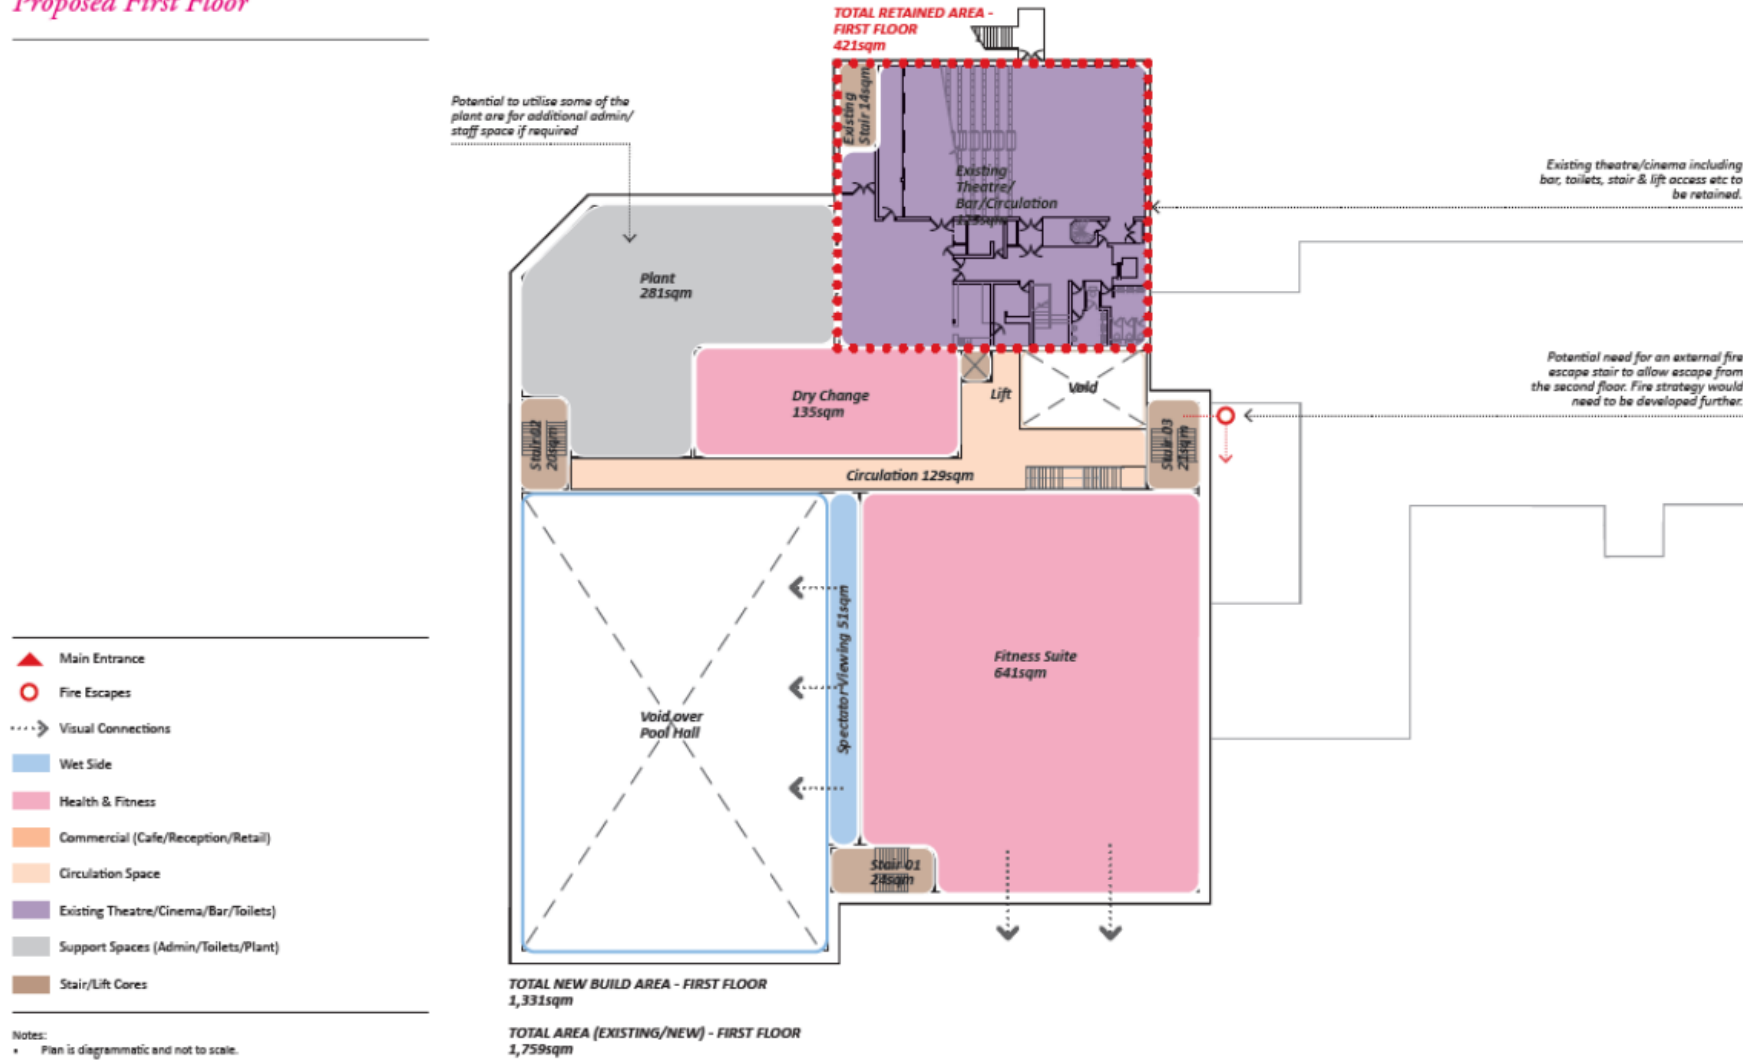 Proposed First Floor
TOTAL RETAINED AREA -
FIRST FLOOR
421sqm
Potential to utilise some of the
plant are for additional admin/
staff space if required
Existing
Stair 14sqm
Existing
Theatre/
Bar/Circulation
Existing theatre/cinema including
bar, toilets, stair & lift access etc to
be retained.
Plant
281sqm
Potential need for an external fire
escape stair to allow escape from
the second floor. Fire strategy would
need to be developed further.
Dry Change
135sqm
Lift
Void
Stair 02
20sqm
Stair 03
21sqm
Circulation 129sqm
Spectator Viewing 51sqm
Fitness Suite
641sqm
Void over
Pool Hall
Stair 01
24sqm
Main Entrance
Fire Escapes
Visual Connections
Wet Side
Health & Fitness
Commercial (Cafe/Reception/Retail)
Circulation Space
Existing Theatre/Cinema/Bar/Toilets)
Support Spaces (Admin/Toilets/Plant)
Stair/Lift Cores
TOTAL NEW BUILD AREA - FIRST FLOOR
1,331sqm
TOTAL AREA (EXISTING/NEW) - FIRST FLOOR
1,759sqm
Notes:
• Plan is diagrammatic and not to scale.